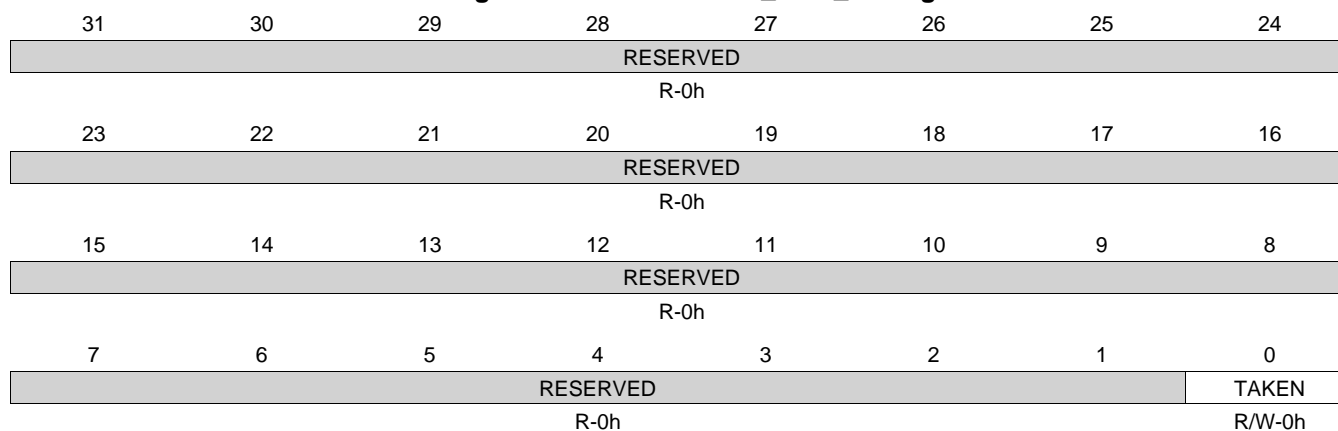 31 30 29 28 27 26 25 24
RESERVED
R-0h
23 22 21 20 19 18 17 16
RESERVED
R-0h
15 14 13 12 11 10 9 8
RESERVED
R-0h
7 6 5 4 3 2 1 0
RESERVED TAKEN
R-0h R/W-0h